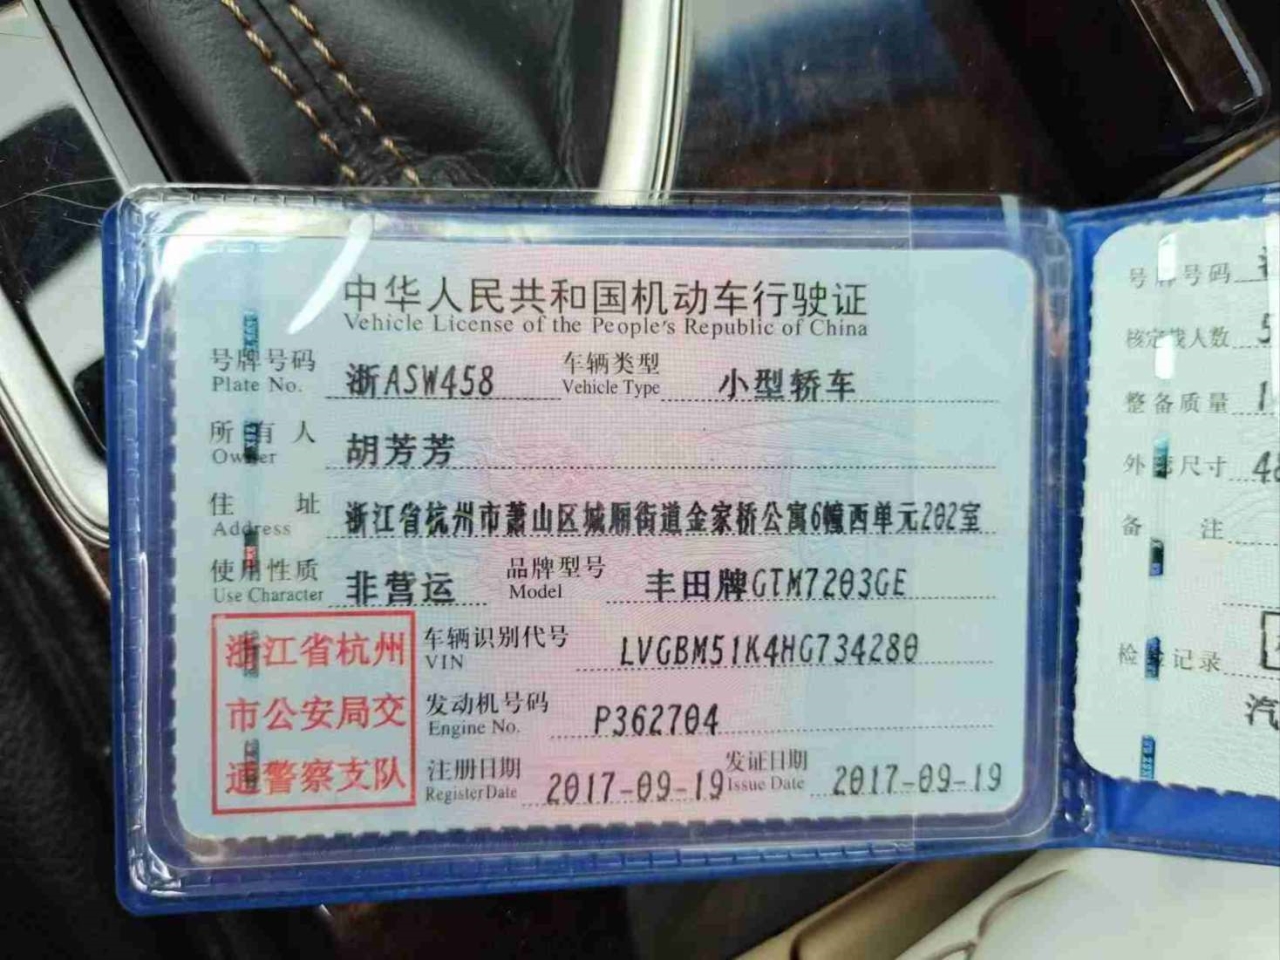 中华人民共和国机动车行驶证
Vehicle License of the People's Republic of China
号牌号码 浙ASW458 车辆类型 小型轿车
Plate No. Vehicle Type
所有人 胡芳芳
Owner
住址 浙江省杭州市萧山区城厢街道金家桥公寓6幢西单元202室
Address
使用性质 非营运 品牌型号 丰田牌GTM7203GE
Use Character Model
浙江省杭州
市公安局交
通警察支队
车辆识别代号 LVGBM51K4HG734280
VIN
发动机号码 P362704
Engine No.
注册日期 2017-09-19 发证日期 2017-09-19
Register Date Issue Date
号牌号码
核定载人数 5
整备质量 1
外廓尺寸 48
备注
检验记录
汽